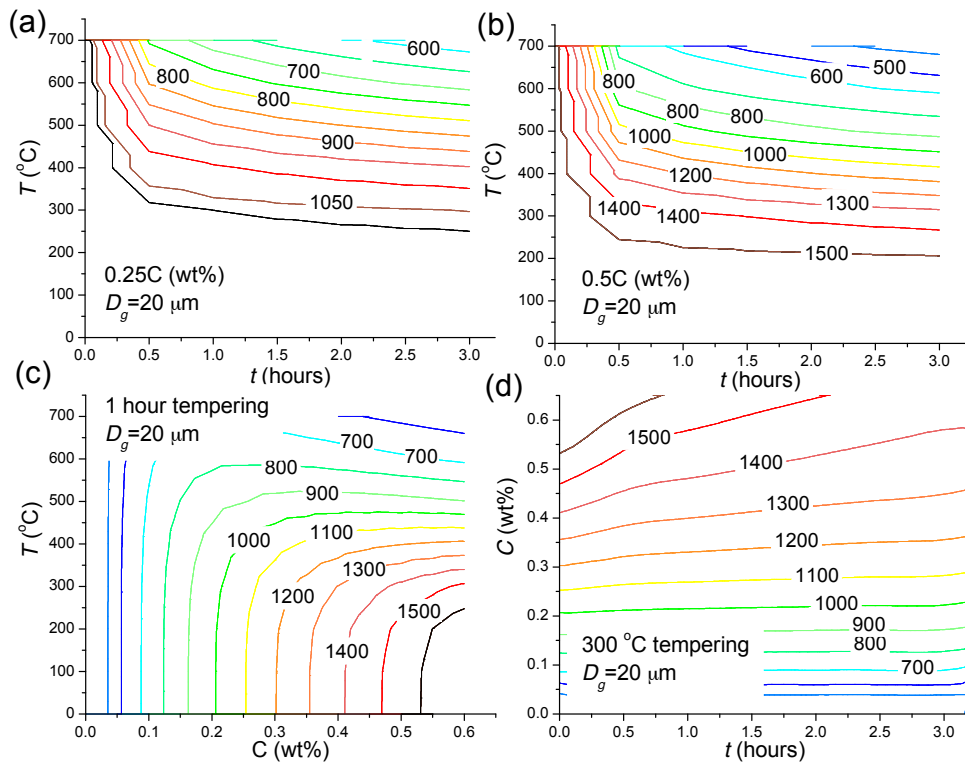 (a)
700
600
500
400
300
200
100
0
T (°C)
600
700
800
800
900
1050
0.25C (wt%)
D_g=20 μm
0.0 0.5 1.0 1.5 2.0 2.5 3.0
t (hours)
(b)
700
600
500
400
300
200
100
0
T (°C)
500
600
800
800
1000
1000
1200
1300
1400
1400
1500
0.5C (wt%)
D_g=20 μm
0.0 0.5 1.0 1.5 2.0 2.5 3.0
t (hours)
(c)
700
600
500
400
300
200
100
0
T (°C)
1 hour tempering
D_g=20 μm
700
700
800
900
1000
1100
1200
1300
1400
1500
0.0 0.1 0.2 0.3 0.4 0.5 0.6
C (wt%)
(d)
0.6
0.5
0.4
0.3
0.2
0.1
0.0
C (wt%)
1500
1400
1300
1200
1100
1000
900
800
700
300 °C tempering
D_g=20 μm
0.0 0.5 1.0 1.5 2.0 2.5 3.0
t (hours)